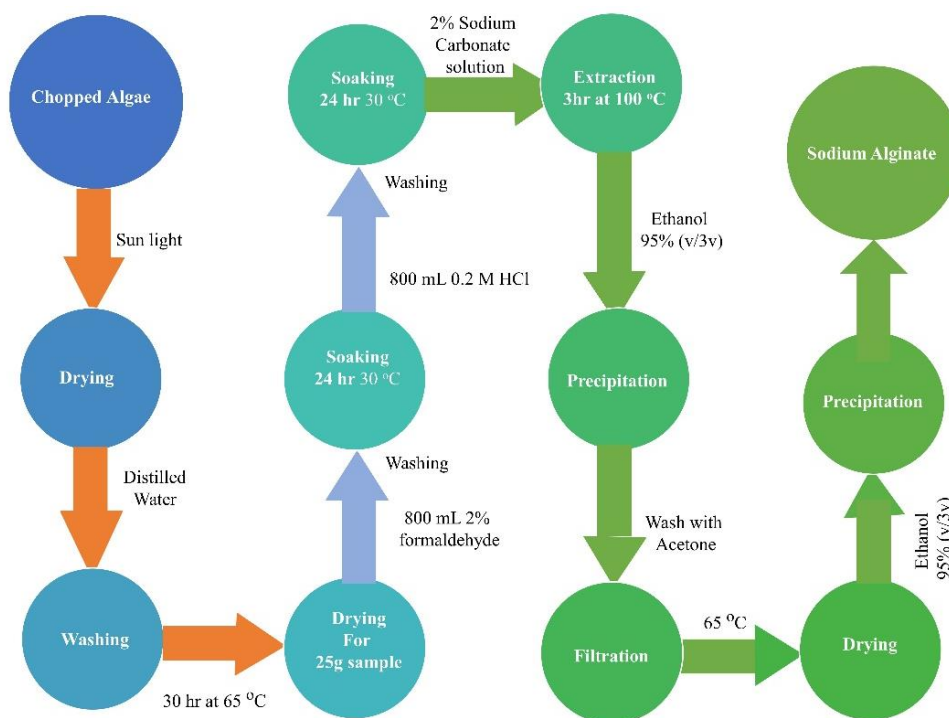 Chopped Algae
Sun light
Drying
Distilled
Water
Washing
30 hr at 65 °C
Drying
For
25g sample
800 mL 2%
formaldehyde
Washing
Soaking
24 hr 30 °C
800 mL 0.2 M HCl
Washing
Soaking
24 hr 30 °C
2% Sodium
Carbonate
solution
Extraction
3hr at 100 °C
Ethanol
95% (v/3v)
Precipitation
Wash with
Acetone
Filtration
65 °C
Drying
Ethanol
95% (v/3v)
Precipitation
Sodium Alginate